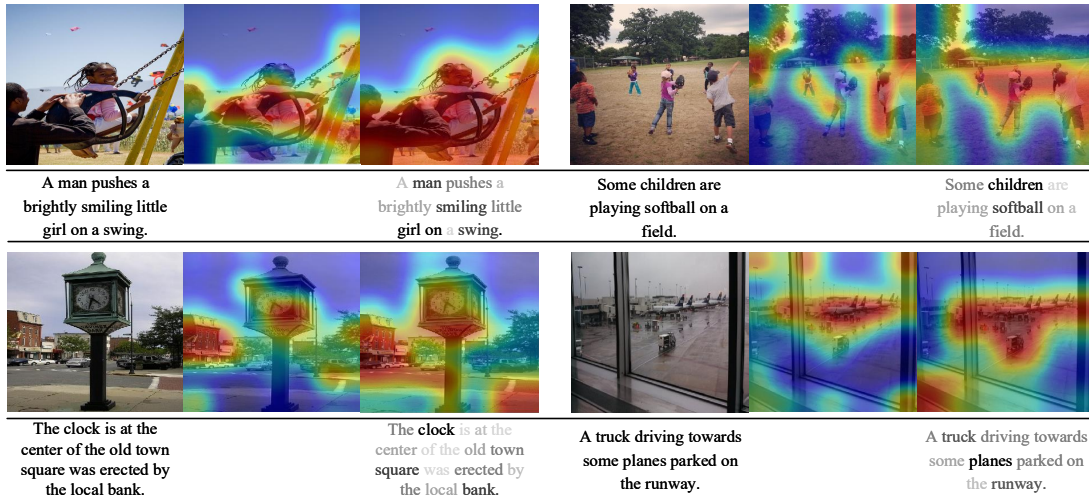 A man pushes a
brightly smiling little
girl on a swing.
A man pushes a
brightly smiling little
girl on a swing.
Some children are
playing softball on a
field.
Some children are
playing softball on a
field.
The clock is at the
center of the old town
square was erected by
the local bank.
The clock is at the
center of the old town
square was erected by
the local bank.
A truck driving towards
some planes parked on
the runway.
A truck driving towards
some planes parked on
the runway.